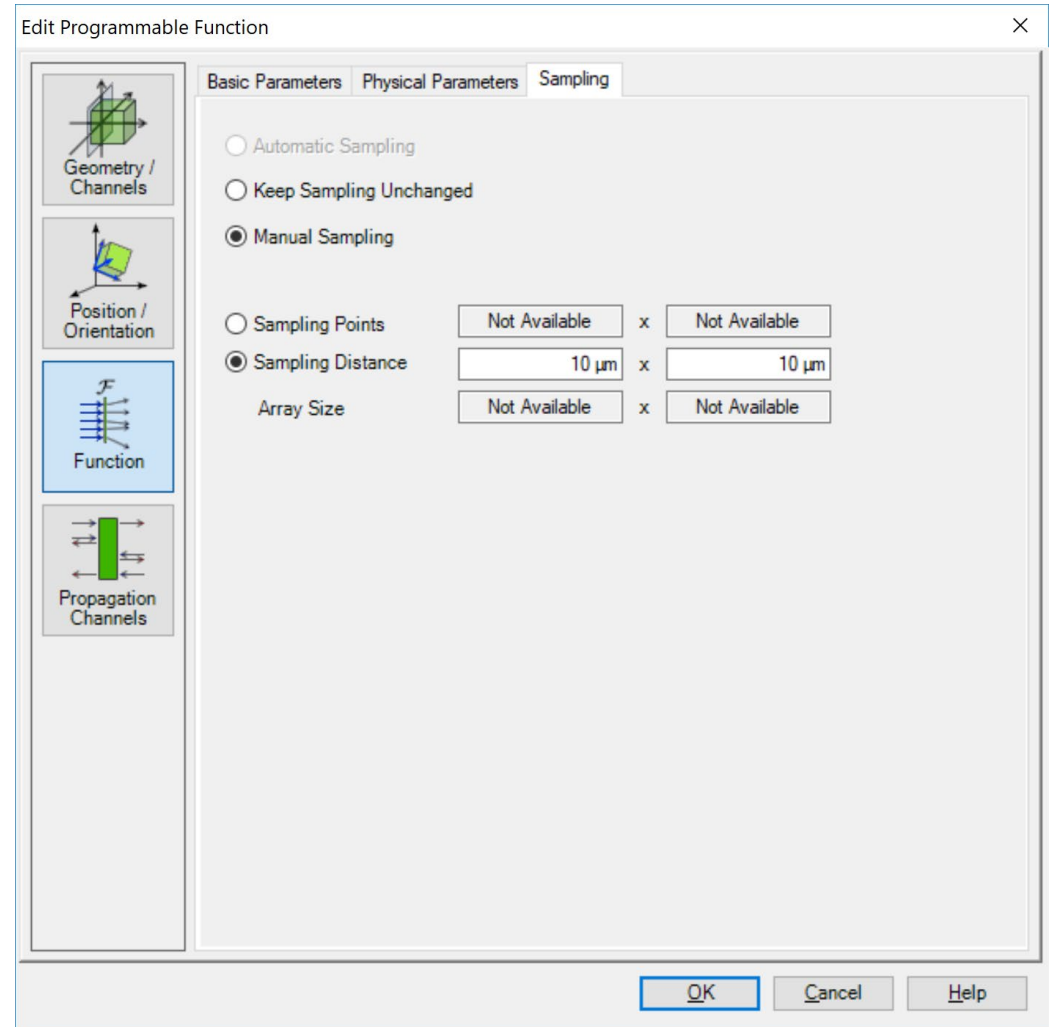 Edit Programmable Function
Basic Parameters Physical Parameters Sampling
Geometry /
Channels
Position /
Orientation
ℱ
Function
Propagation
Channels
Automatic Sampling
Keep Sampling Unchanged
Manual Sampling
Sampling Points Not Available x Not Available
Sampling Distance 10 µm x 10 µm
Array Size Not Available x Not Available
OK Cancel Help